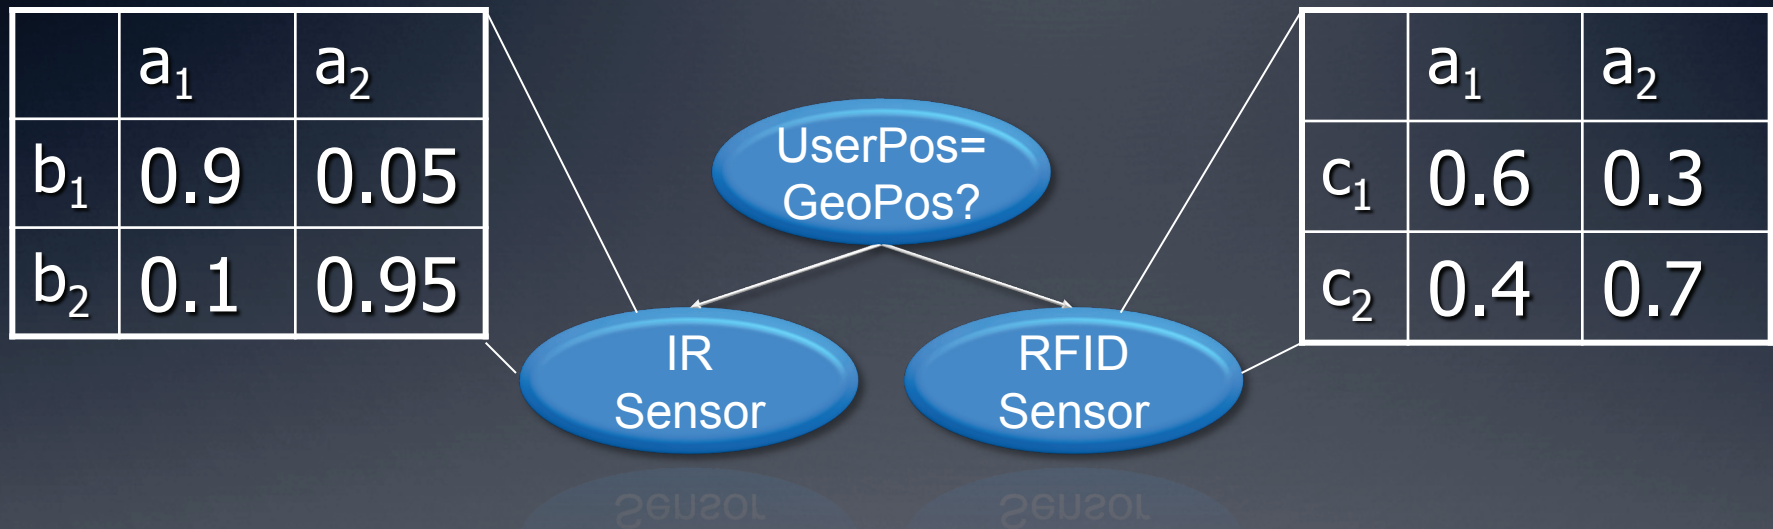 a₁ a₂
b₁ 0.9 0.05
b₂ 0.1 0.95
UserPos=
GeoPos?
IR
Sensor
RFID
Sensor
a₁ a₂
c₁ 0.6 0.3
c₂ 0.4 0.7